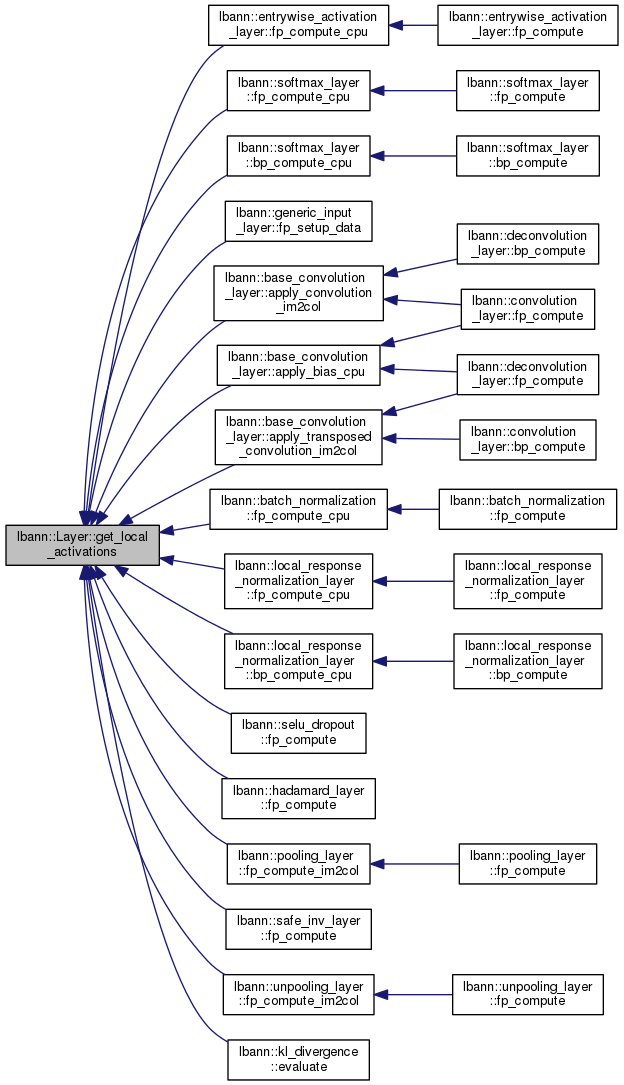 lbann::entrywise_activation
_layer::fp_compute_cpu
lbann::entrywise_activation
_layer::fp_compute
lbann::softmax_layer
::fp_compute_cpu
lbann::softmax_layer
::fp_compute
lbann::softmax_layer
::bp_compute_cpu
lbann::softmax_layer
::bp_compute
lbann::generic_input
_layer::fp_setup_data
lbann::deconvolution
_layer::bp_compute
lbann::base_convolution
_layer::apply_convolution
_im2col
lbann::convolution
_layer::fp_compute
lbann::base_convolution
_layer::apply_bias_cpu
lbann::deconvolution
_layer::fp_compute
lbann::base_convolution
_layer::apply_transposed
_convolution_im2col
lbann::convolution
_layer::bp_compute
lbann::batch_normalization
::fp_compute_cpu
lbann::batch_normalization
::fp_compute
lbann::Layer::get_local
_activations
lbann::local_response
_normalization_layer
::fp_compute_cpu
lbann::local_response
_normalization_layer
::fp_compute
lbann::local_response
_normalization_layer
::bp_compute_cpu
lbann::local_response
_normalization_layer
::bp_compute
lbann::selu_dropout
::fp_compute
lbann::hadamard_layer
::fp_compute
lbann::pooling_layer
::fp_compute_im2col
lbann::pooling_layer
::fp_compute
lbann::safe_inv_layer
::fp_compute
lbann::unpooling_layer
::fp_compute_im2col
lbann::unpooling_layer
::fp_compute
lbann::kl_divergence
::evaluate